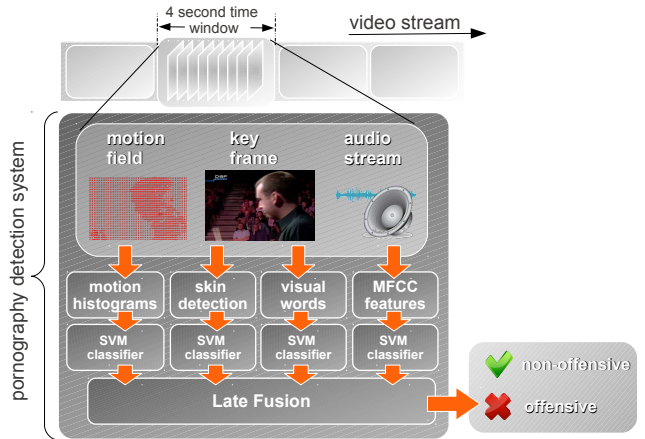 4 second time
window
video stream
pornography detection system
motion
field
key
frame
audio
stream
motion
histograms
skin
detection
visual
words
MFCC
features
SVM
classifier
SVM
classifier
SVM
classifier
SVM
classifier
Late Fusion
non-offensive
offensive